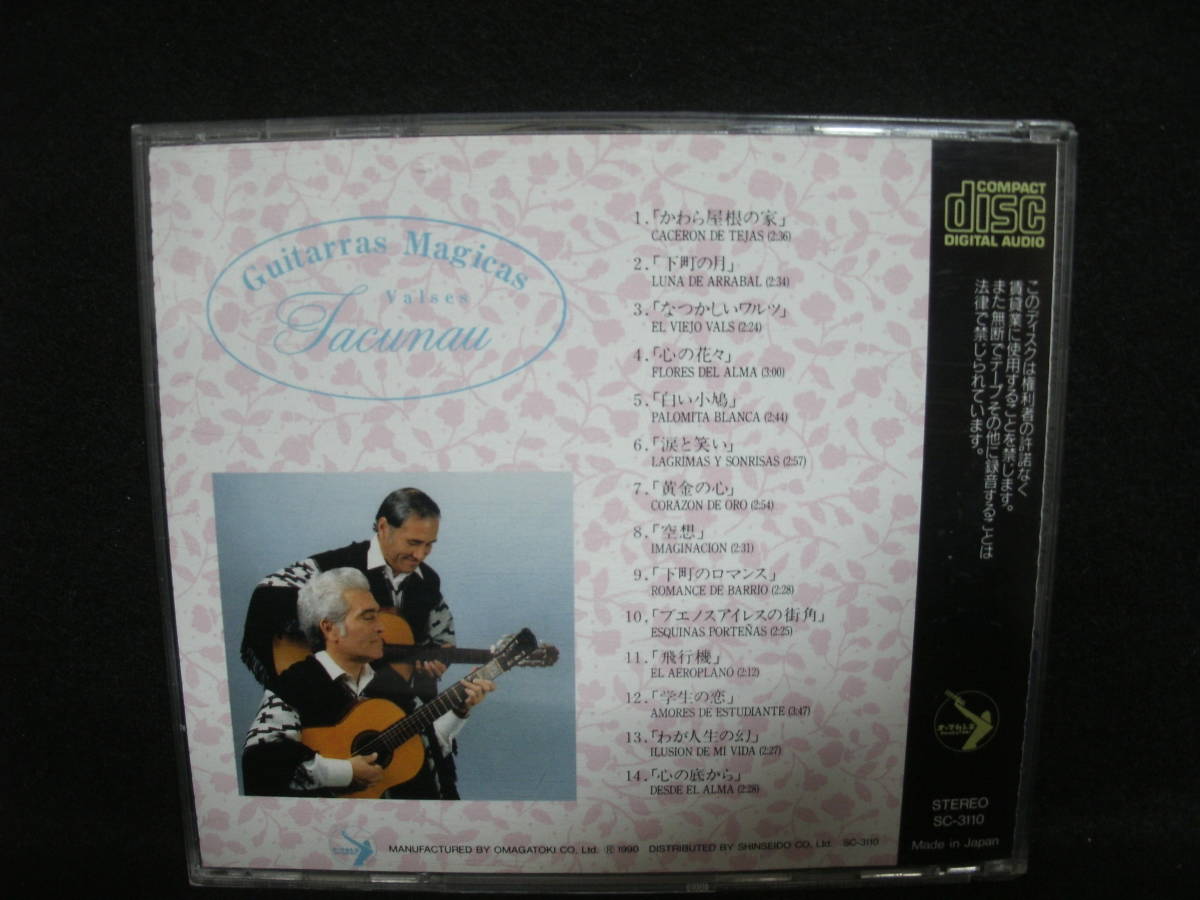 Guitarras Magicas
Valses
Tacunau
1.「かわら屋根の家」
CACERON DE TEJAS (2:36)
2.「下町の月」
LUNA DE ARRABAL (2:34)
3.「なつかしいワルツ」
EL VIEJO VALS (2:24)
4.「心の花々」
FLORES DEL ALMA (3:00)
5.「白い小鳩」
PALOMITA BLANCA (2:44)
6.「涙と笑い」
LAGRIMAS Y SONRISAS (2:57)
7.「黄金の心」
CORAZON DE ORO (2:54)
8.「空想」
IMAGINACION (2:31)
9.「下町のロマンス」
ROMANCE DE BARRIO (2:28)
10.「ブエノスアイレスの街角」
ESQUINAS PORTEÑAS (2:25)
11.「飛行機」
EL AEROPLANO (2:12)
12.「学生の恋」
AMORES DE ESTUDIANTE (3:47)
13.「わが人生の幻」
ILUSION DE MI VIDA (2:27)
14.「心の底から」
DESDE EL ALMA (2:28)
MANUFACTURED BY OMAGATOKI CO., Ltd. Ⓟ 1990 DISTRIBUTED BY SHINSEIDO CO., Ltd. SC-3110
COMPACT
disc
DIGITAL AUDIO
このディスクは権利者の許諾なく
賃貸業に使用することを禁じます。
また無断でテープその他に録音することは
法律で禁じられています。
オーマガトキ
STEREO
SC-3110
Made in Japan